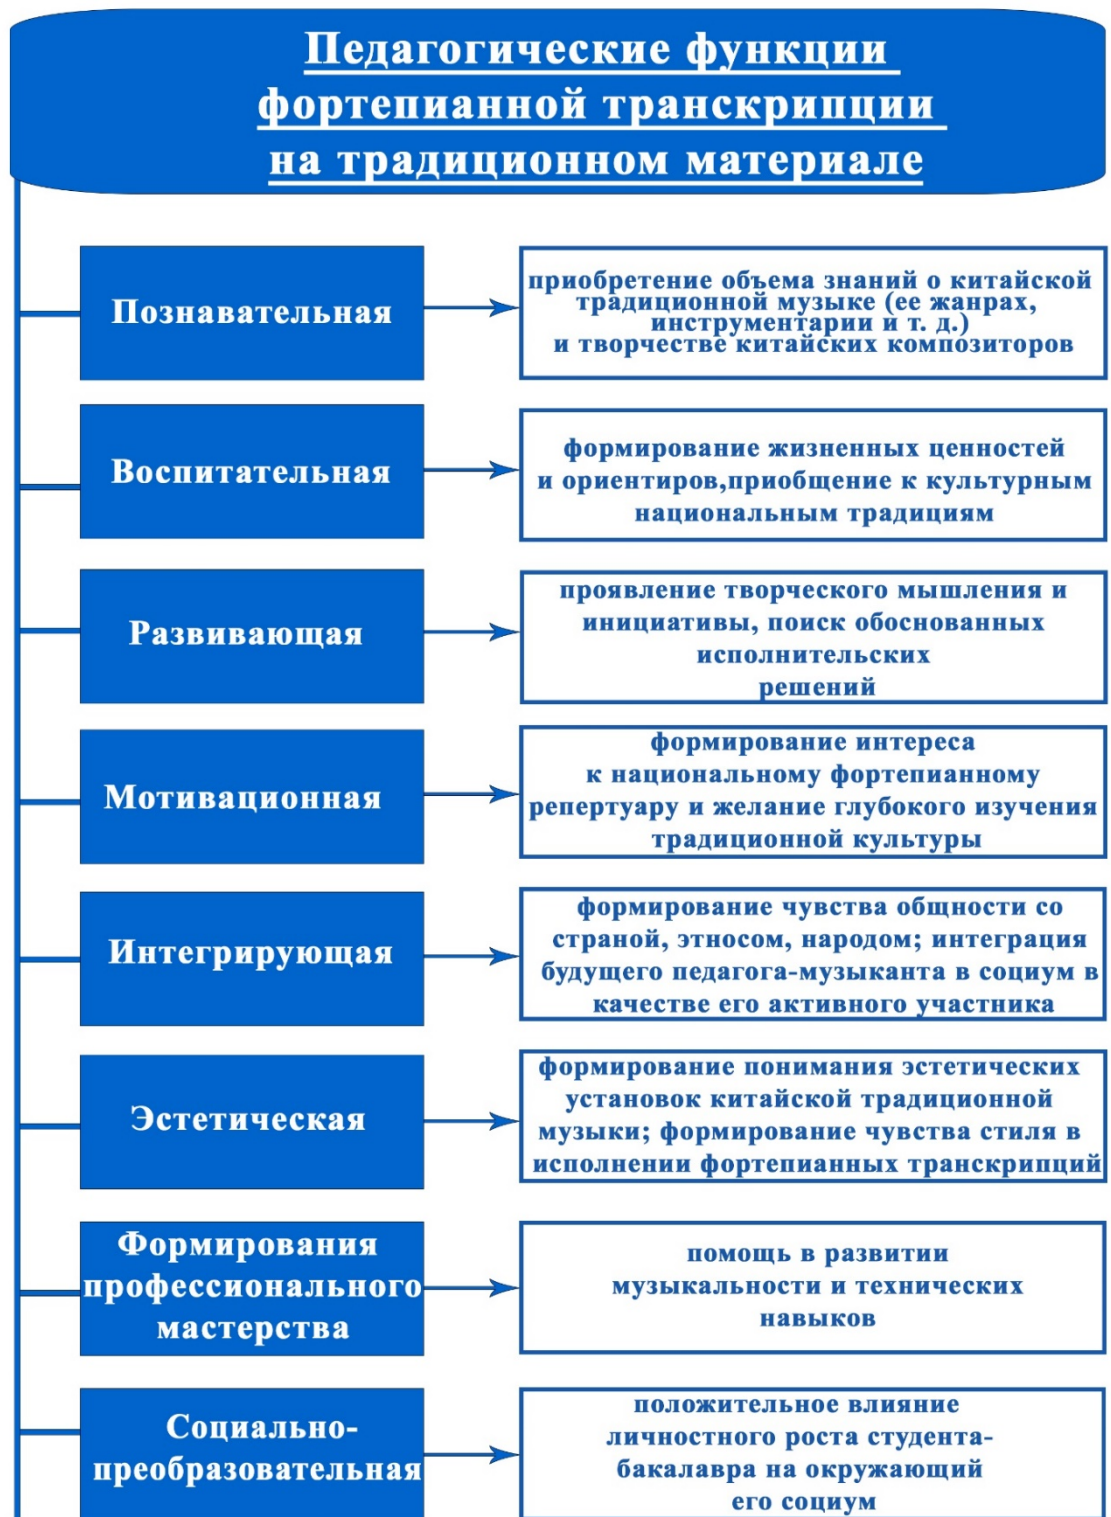 Педагогические функции
фортепианной транскрипции
на традиционном материале
Познавательная
приобретение объема знаний о китайской
традиционной музыке (ее жанрах,
инструментарии и т. д.)
и творчестве китайских композиторов
Воспитательная
формирование жизненных ценностей
и ориентиров,приобщение к культурным
национальным традициям
Развивающая
проявление творческого мышления и
инициативы, поиск обоснованных
исполнительских
решений
Мотивационная
формирование интереса
к национальному фортепианному
репертуару и желание глубокого изучения
традиционной культуры
Интегрирующая
формирование чувства общности со
страной, этносом, народом; интеграция
будущего педагога-музыканта в социум в
качестве его активного участника
Эстетическая
формирование понимания эстетических
установок китайской традиционной
музыки; формирование чувства стиля в
исполнении фортепианных транскрипций
Формирования
профессионального
мастерства
помощь в развитии
музыкальности и технических
навыков
Социально-
преобразовательная
положительное влияние
личностного роста студента-
бакалавра на окружающий
его социум